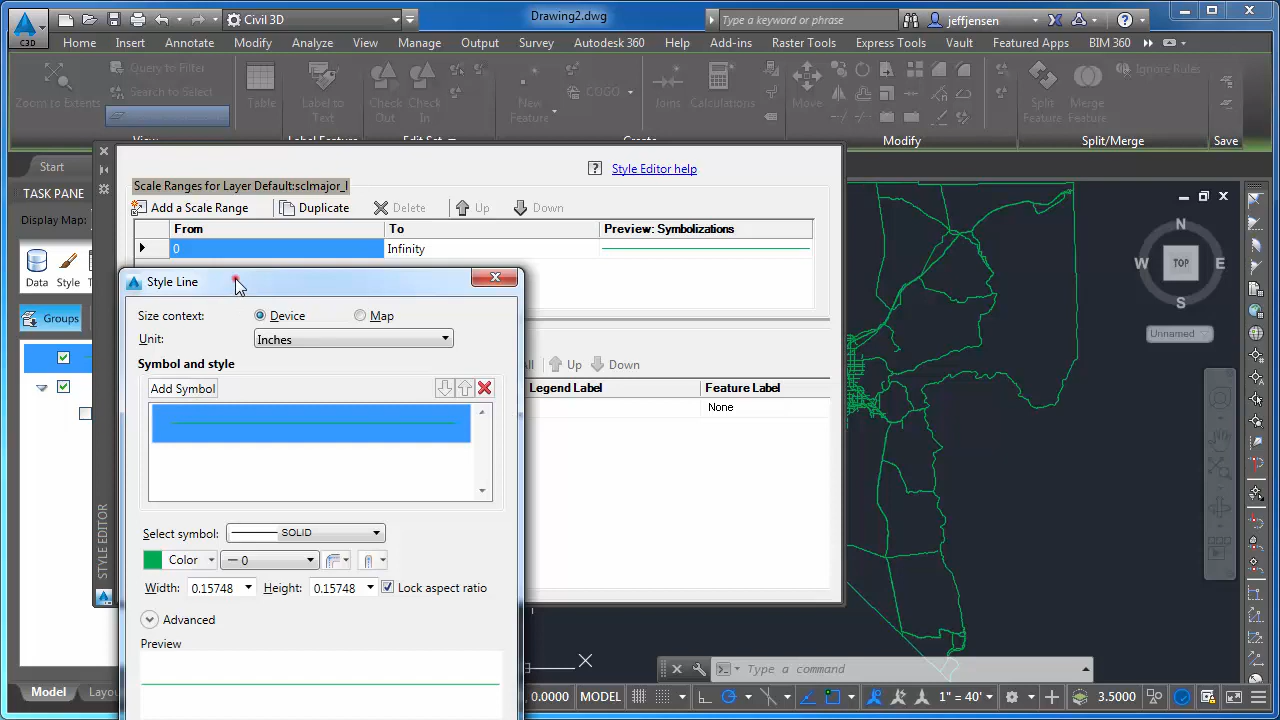 Civil 3D
Drawing2.dwg
Type a keyword or phrase
jeffjensen
C3D
Home Insert Annotate Modify Analyze View Manage Output Survey Autodesk 360 Help Add-ins Raster Tools Express Tools Vault Featured Apps BIM 360
Zoom to Extents
Query to Filter
Search to Select
Table
Label to Text
Check Out
Check In
New Feature
COGO
Joins
Calculations
Move
Split Feature
Merge Feature
Ignore Rules
View
Label Feature
Edit Set
Create
Modify
Split/Merge
Save
Start
TASK PANE
Display Map:
Data Style
Groups
Style Editor help
Scale Ranges for Layer Default:sclmajor_l
Add a Scale Range Duplicate Delete Up Down
From To Preview: Symbolizations
0 Infinity
Style Line
Size context: Device Map
Unit: Inches
Symbol and style
Add Symbol
Up Down
Legend Label Feature Label
None
Select symbol: SOLID
Color 0
Width: 0.15748 Height: 0.15748 Lock aspect ratio
Advanced
Preview
STYLE EDITOR
N
W TOP E
S
Unnamed
Type a command
Model
0.0000 MODEL 1" = 40' 3.5000